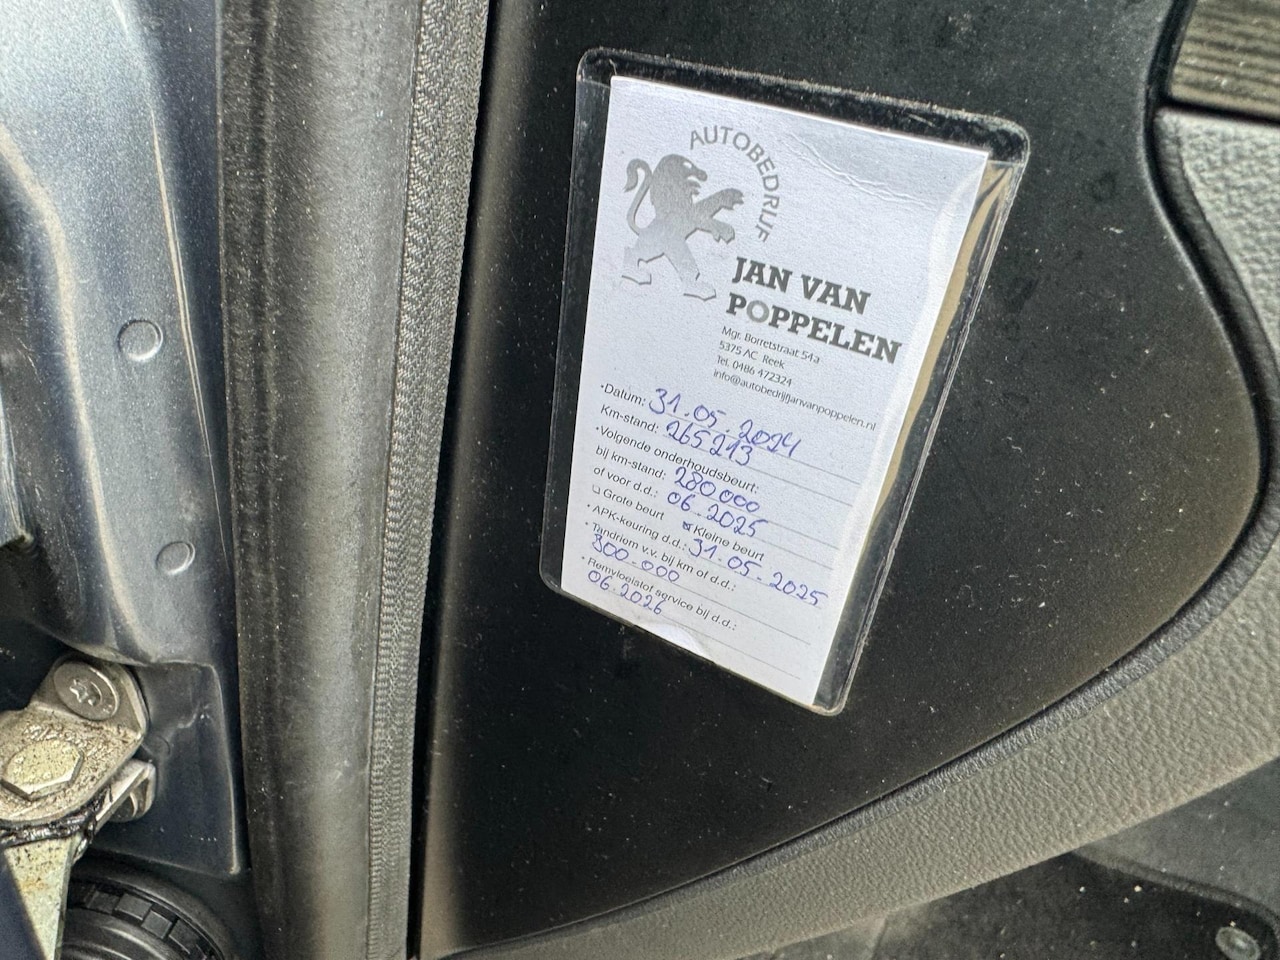 AUTOBEDRIJF
JAN VAN
POPPELEN
Mgr. Borretstraat 54a
5375 AC Reek
Tel. 0486 472324
info@autobedrijfjanvanpoppelen.nl
•Datum: 31.05.2024
Km-stand: 265213
•Volgende onderhoudsbeurt:
bij km-stand: 280000
of voor d.d.: 06.2025
☐ Grote beurt ☒ Kleine beurt
• APK-keuring d.d.: 31.05.2025
• Tandriem v.v. bij km of d.d.:
300.000
• Remvloeistof service bij d.d.:
06.2026